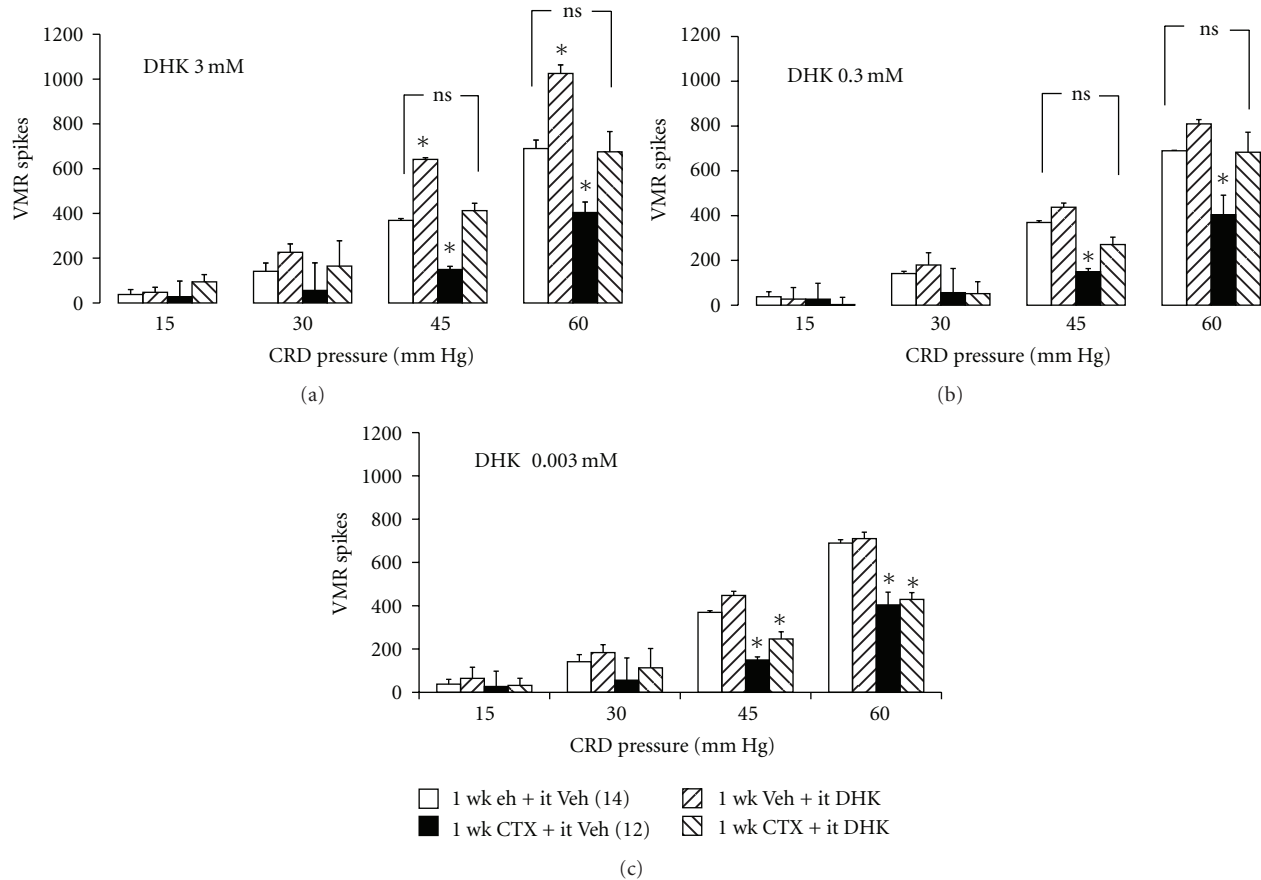 1200
1000
800
600
400
200
0
VMR spikes
DHK 3 mM
ns
ns
*
*
*
*
15 30 45 60
CRD pressure (mm Hg)
(a)
1200
1000
800
600
400
200
0
VMR spikes
DHK 0.3 mM
ns
ns
*
*
15 30 45 60
CRD pressure (mm Hg)
(b)
1200
1000
800
600
400
200
0
VMR spikes
DHK 0.003 mM
* *
* *
15 30 45 60
CRD pressure (mm Hg)
1 wk eh + it Veh (14)
1 wk Veh + it DHK
1 wk CTX + it Veh (12)
1 wk CTX + it DHK
(c)